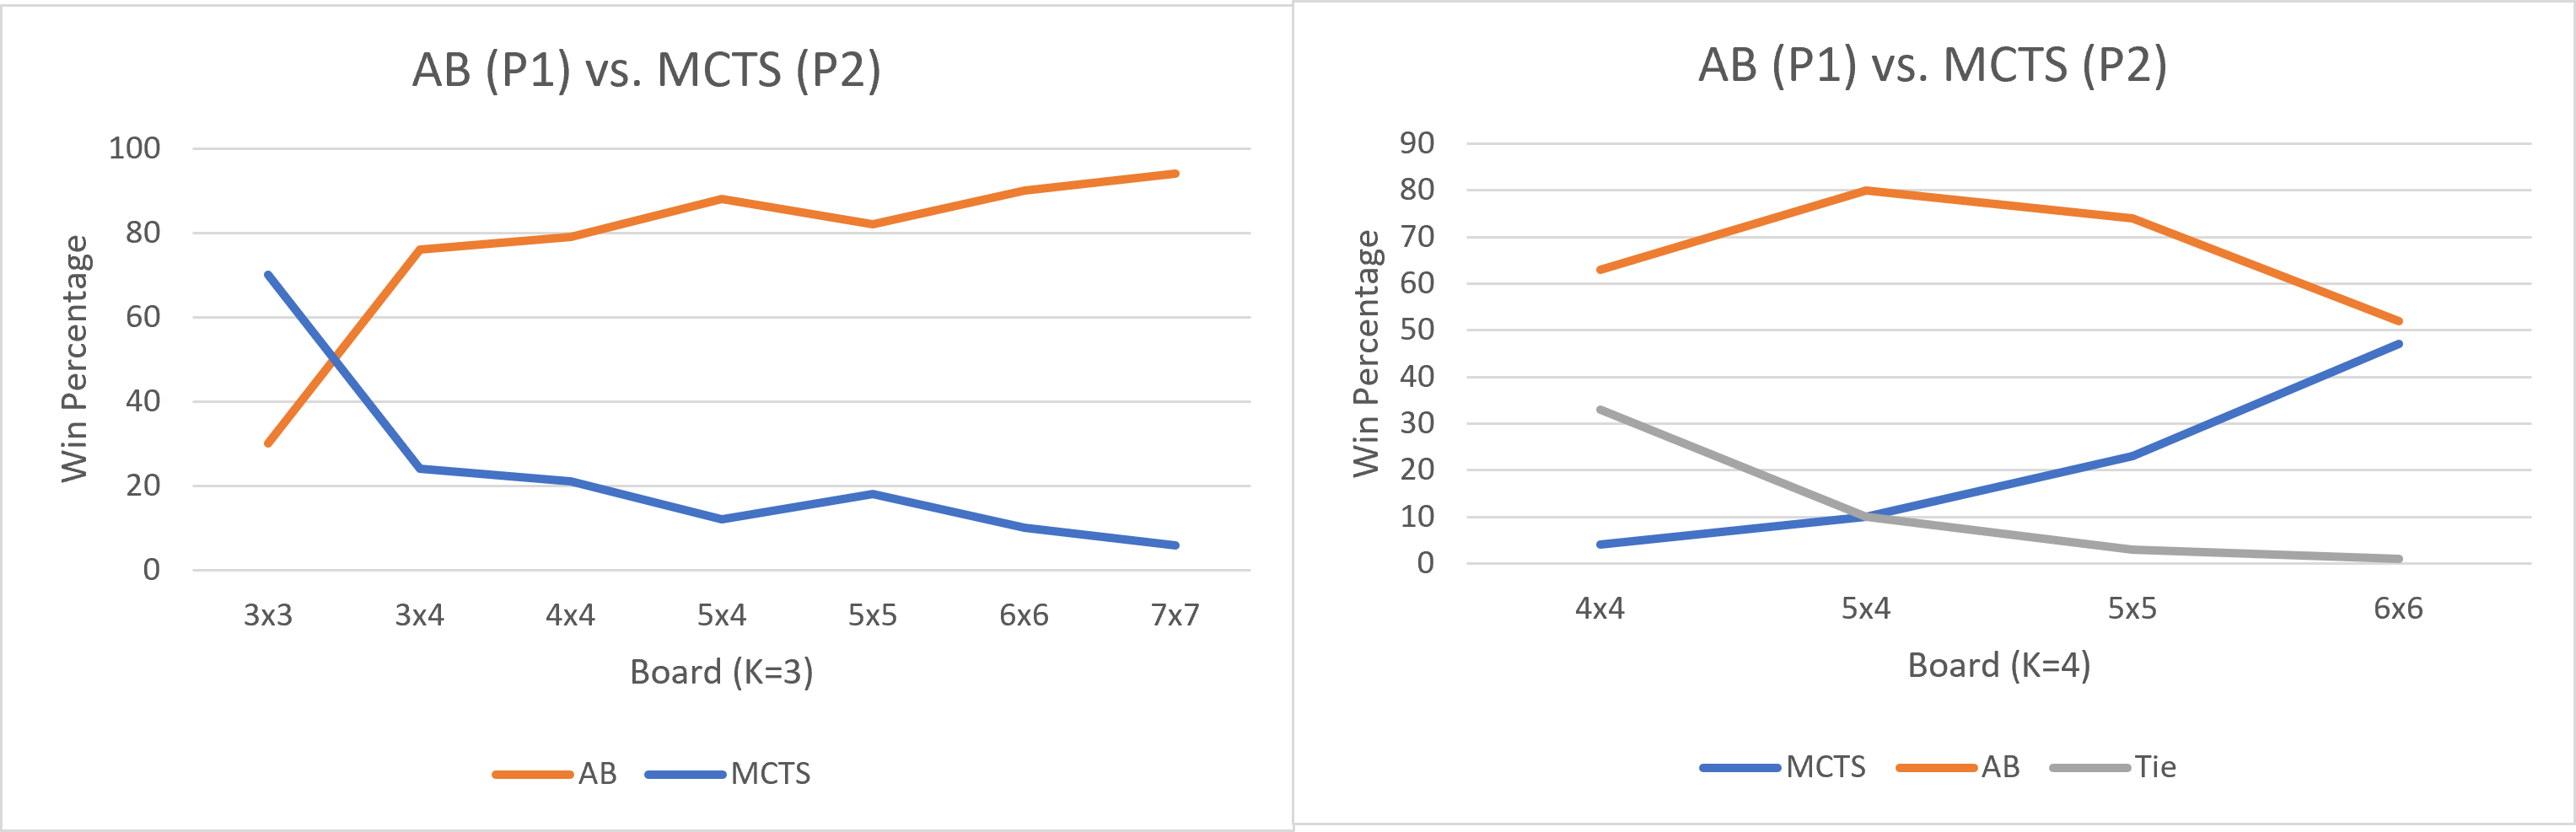 AB (P1) vs. MCTS (P2)
Win Percentage
100
80
60
40
20
0
3x3 3x4 4x4 5x4 5x5 6x6 7x7
Board (K=3)
AB MCTS
AB (P1) vs. MCTS (P2)
Win Percentage
90
80
70
60
50
40
30
20
10
0
4x4 5x4 5x5 6x6
Board (K=4)
MCTS AB Tie